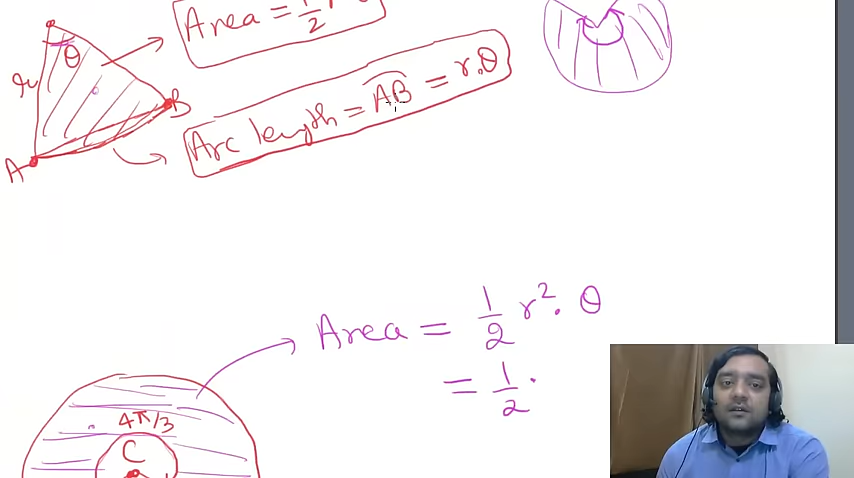 Area = 1/2 r
θ
r
B
Arc length = AB = r.θ
A
Area = 1/2 r². θ
= 1/2 .
4π/3
C